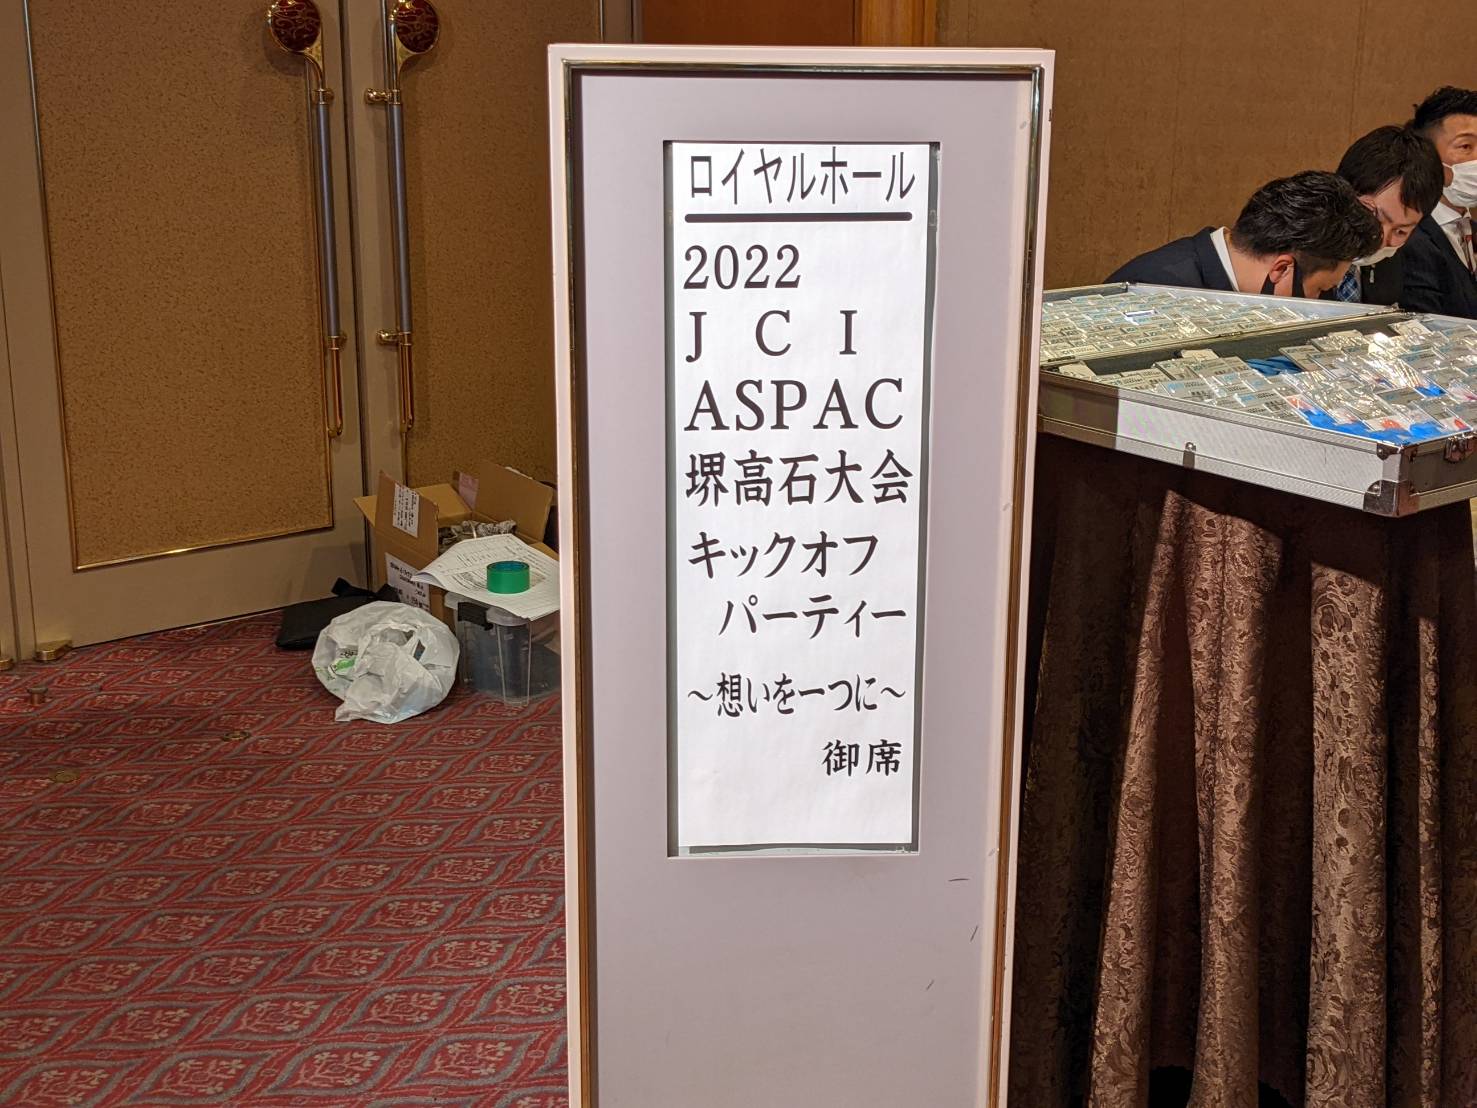 ロイヤルホール
2022
J C I
ASPAC
堺高石大会
キックオフ
パーティー
～想いを一つに～
御席